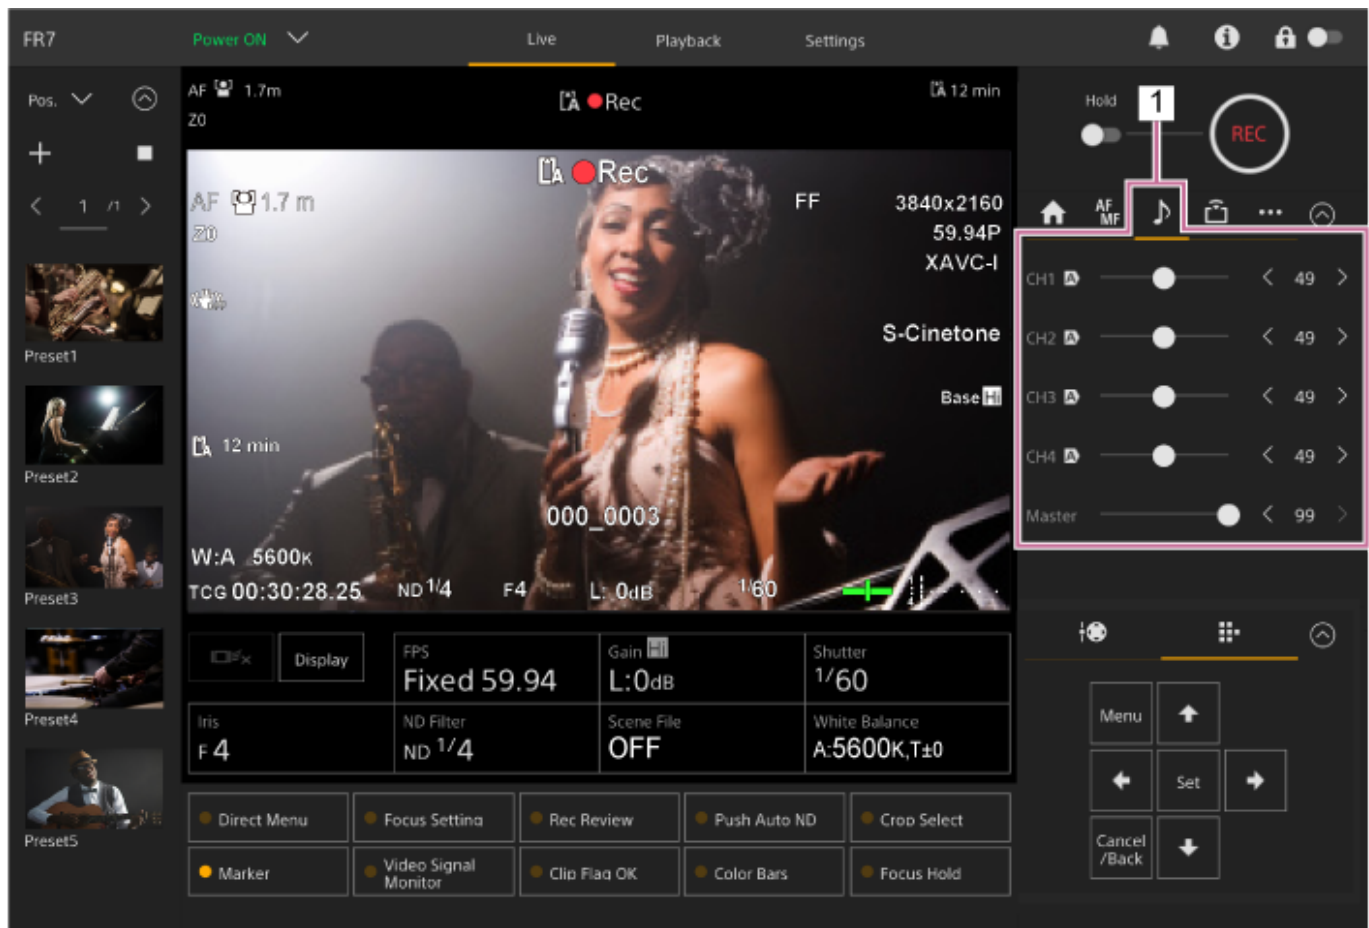 FR7
Power ON
Live
Playback
Settings
Pos.
1 /1
Preset1
Preset2
Preset3
Preset4
Preset5
AF 1.7m
Z0
A Rec
A 12 min
A Rec
AF 1.7 m
Z0
FF
3840x2160
59.94P
XAVC-I
S-Cinetone
Base Hi
A 12 min
000_0003
W:A 5600K
TCG 00:30:28.25
ND 1/4
F4
L: 0dB
1/60
Display
FPS
Fixed 59.94
Gain Hi
L:0dB
Shutter
1/60
Iris
F 4
ND Filter
ND 1/4
Scene File
OFF
White Balance
A:5600K,T±0
Direct Menu
Focus Setting
Rec Review
Push Auto ND
Crop Select
Marker
Video Signal
Monitor
Clip Flag OK
Color Bars
Focus Hold
Hold
1
REC
AF
MF
CH1 A 49
CH2 A 49
CH3 A 49
CH4 A 49
Master 99
Menu
Set
Cancel
/Back